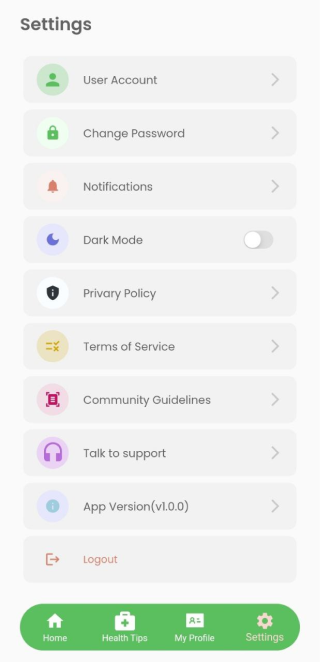 Settings
User Account
Change Password
Notifications
Dark Mode
Privary Policy
Terms of Service
Community Guidelines
Talk to support
App Version(v1.0.0)
Logout
Home
Health Tips
My Profile
Settings